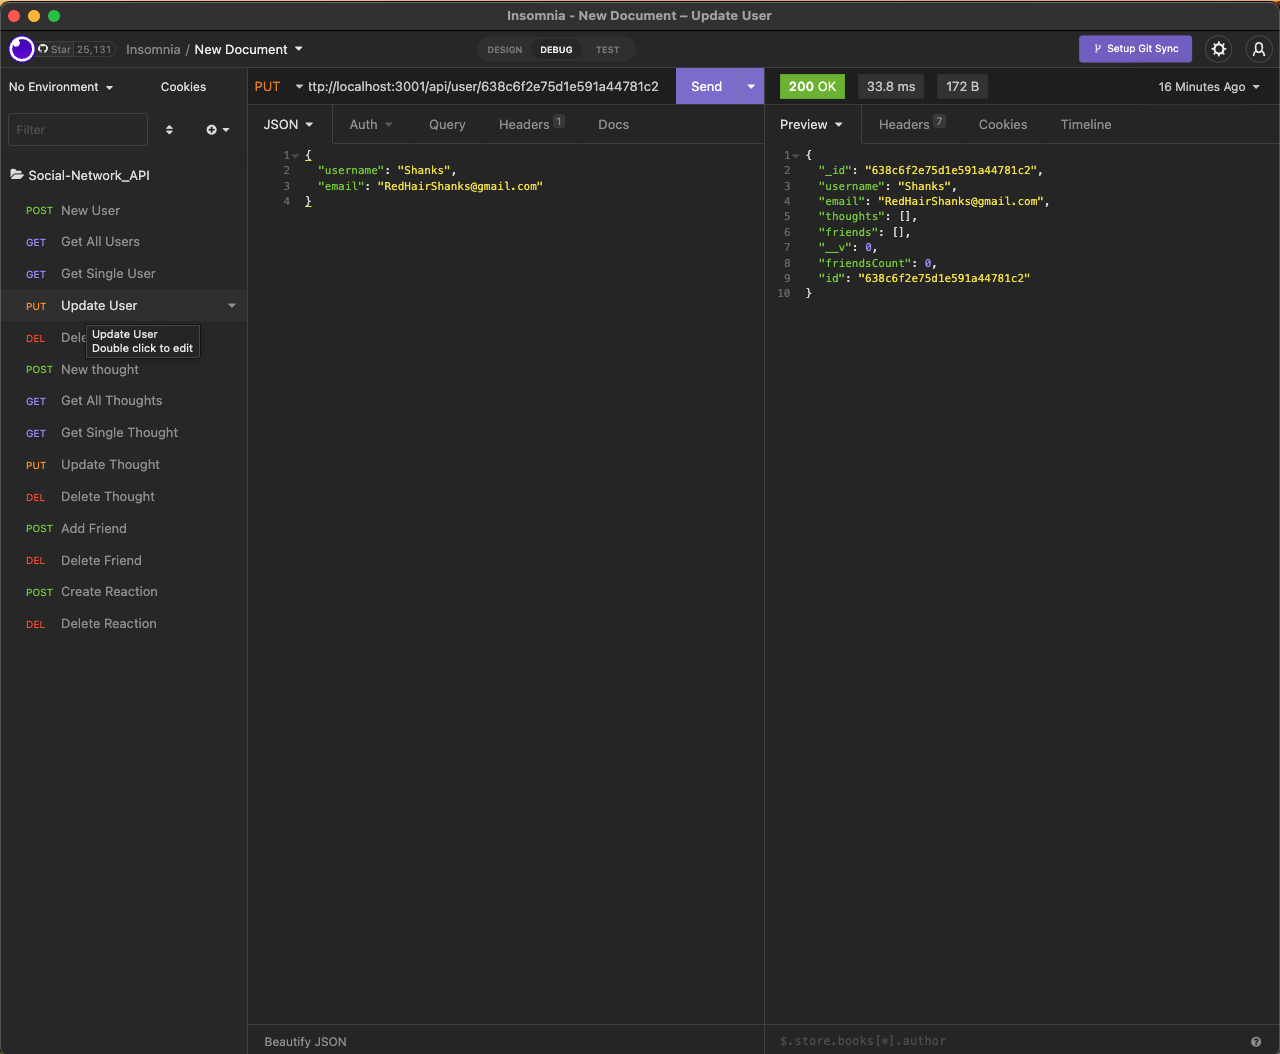 Insomnia - New Document – Update User
Star 25,131 Insomnia / New Document
DESIGN DEBUG TEST
Setup Git Sync
No Environment Cookies
PUT ttp://localhost:3001/api/user/638c6f2e75d1e591a44781c2 Send
200 OK 33.8 ms 172 B 16 Minutes Ago
Filter
JSON Auth Query Headers 1 Docs
Preview Headers 7 Cookies Timeline
Social-Network_API
POST New User
GET Get All Users
GET Get Single User
PUT Update User
DEL Dele
Update User
Double click to edit
POST New thought
GET Get All Thoughts
GET Get Single Thought
PUT Update Thought
DEL Delete Thought
POST Add Friend
DEL Delete Friend
POST Create Reaction
DEL Delete Reaction
1 {
2 "username": "Shanks",
3 "email": "RedHairShanks@gmail.com"
4 }
1 {
2 "_id": "638c6f2e75d1e591a44781c2",
3 "username": "Shanks",
4 "email": "RedHairShanks@gmail.com",
5 "thoughts": [],
6 "friends": [],
7 "__v": 0,
8 "friendsCount": 0,
9 "id": "638c6f2e75d1e591a44781c2"
10 }
Beautify JSON
$.store.books[*].author